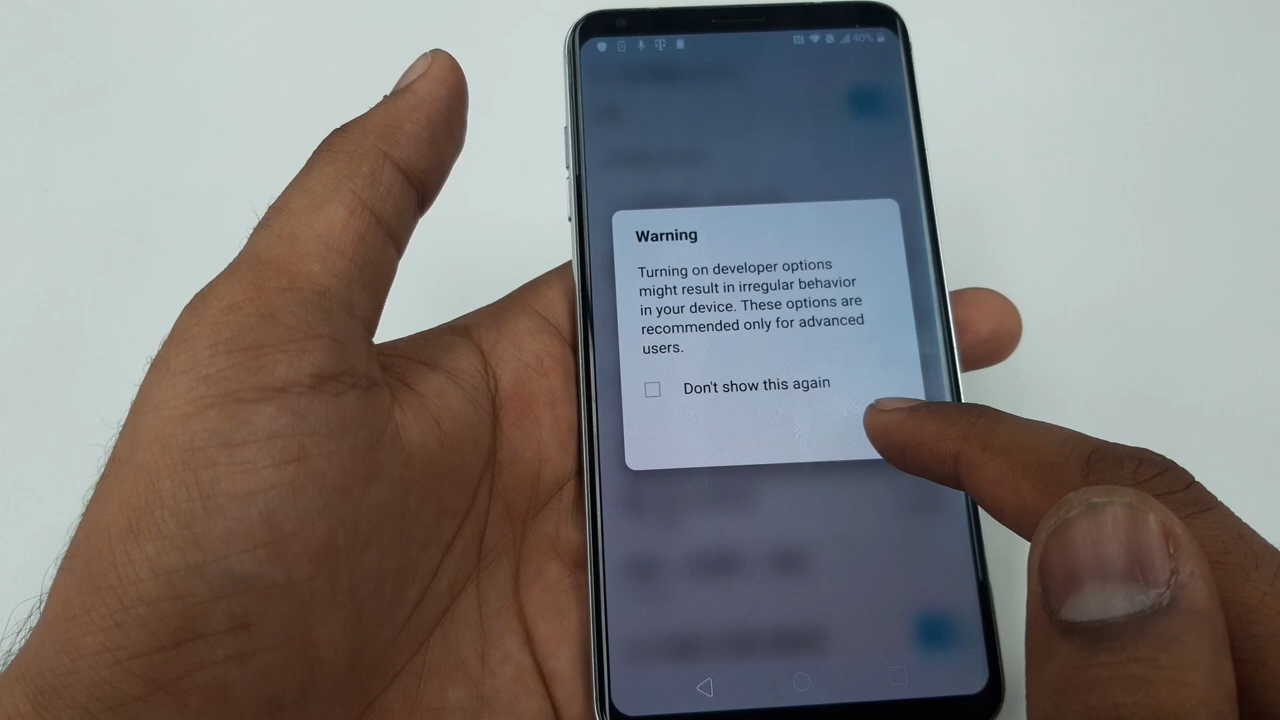 40%
Warning
Turning on developer options
might result in irregular behavior
in your device. These options are
recommended only for advanced
users.
Don't show this again